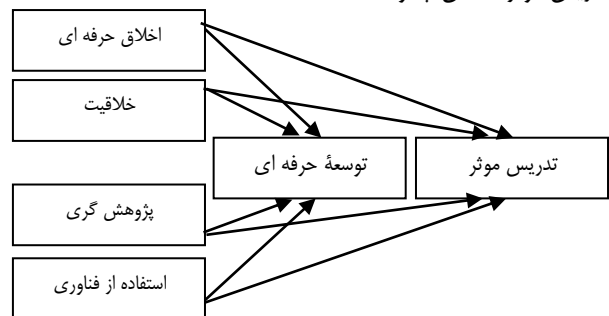 اخلاق حرفه ای
خلاقیت
توسعهٔ حرفه ای
تدریس موثر
پژوهش گری
استفاده از فناوری